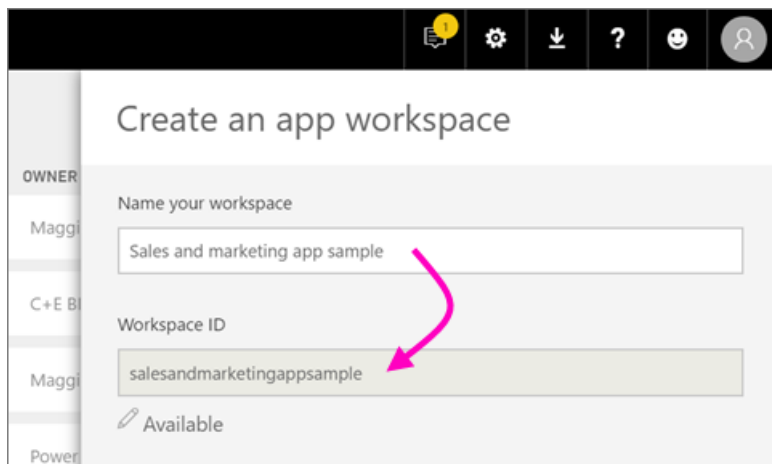 1
?
Create an app workspace
OWNER
Name your workspace
Maggi
Sales and marketing app sample
C+E BI
Workspace ID
Maggi
salesandmarketingappsample
Available
Power